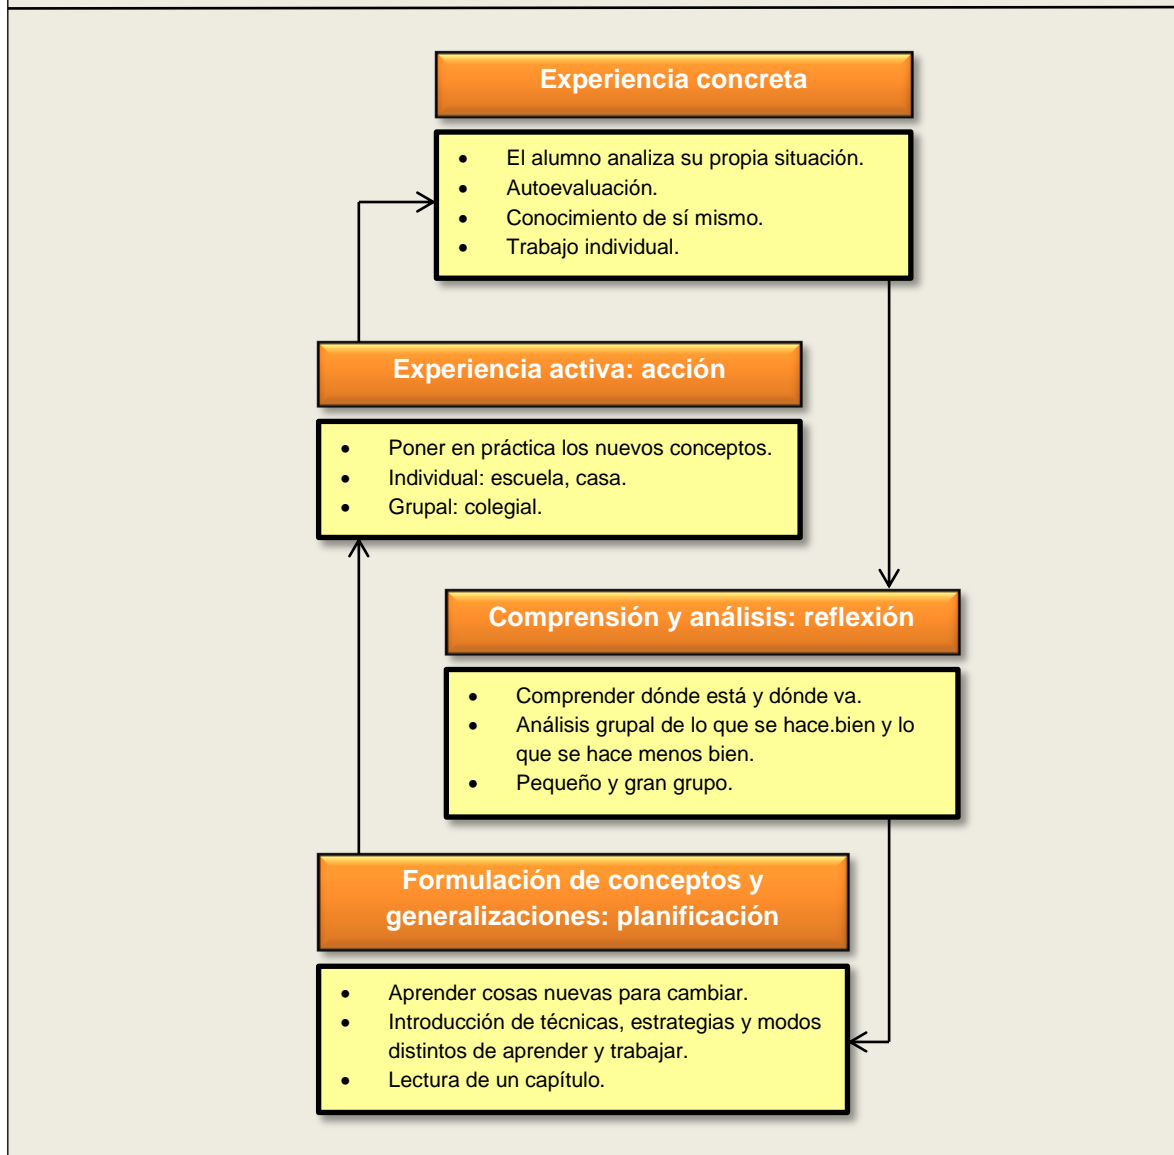 Experiencia concreta
• El alumno analiza su propia situación.
• Autoevaluación.
• Conocimiento de sí mismo.
• Trabajo individual.
Experiencia activa: acción
• Poner en práctica los nuevos conceptos.
• Individual: escuela, casa.
• Grupal: colegial.
Comprensión y análisis: reflexión
• Comprender dónde está y dónde va.
• Análisis grupal de lo que se hace.bien y lo
que se hace menos bien.
• Pequeño y gran grupo.
Formulación de conceptos y
generalizaciones: planificación
• Aprender cosas nuevas para cambiar.
• Introducción de técnicas, estrategias y modos
distintos de aprender y trabajar.
• Lectura de un capítulo.